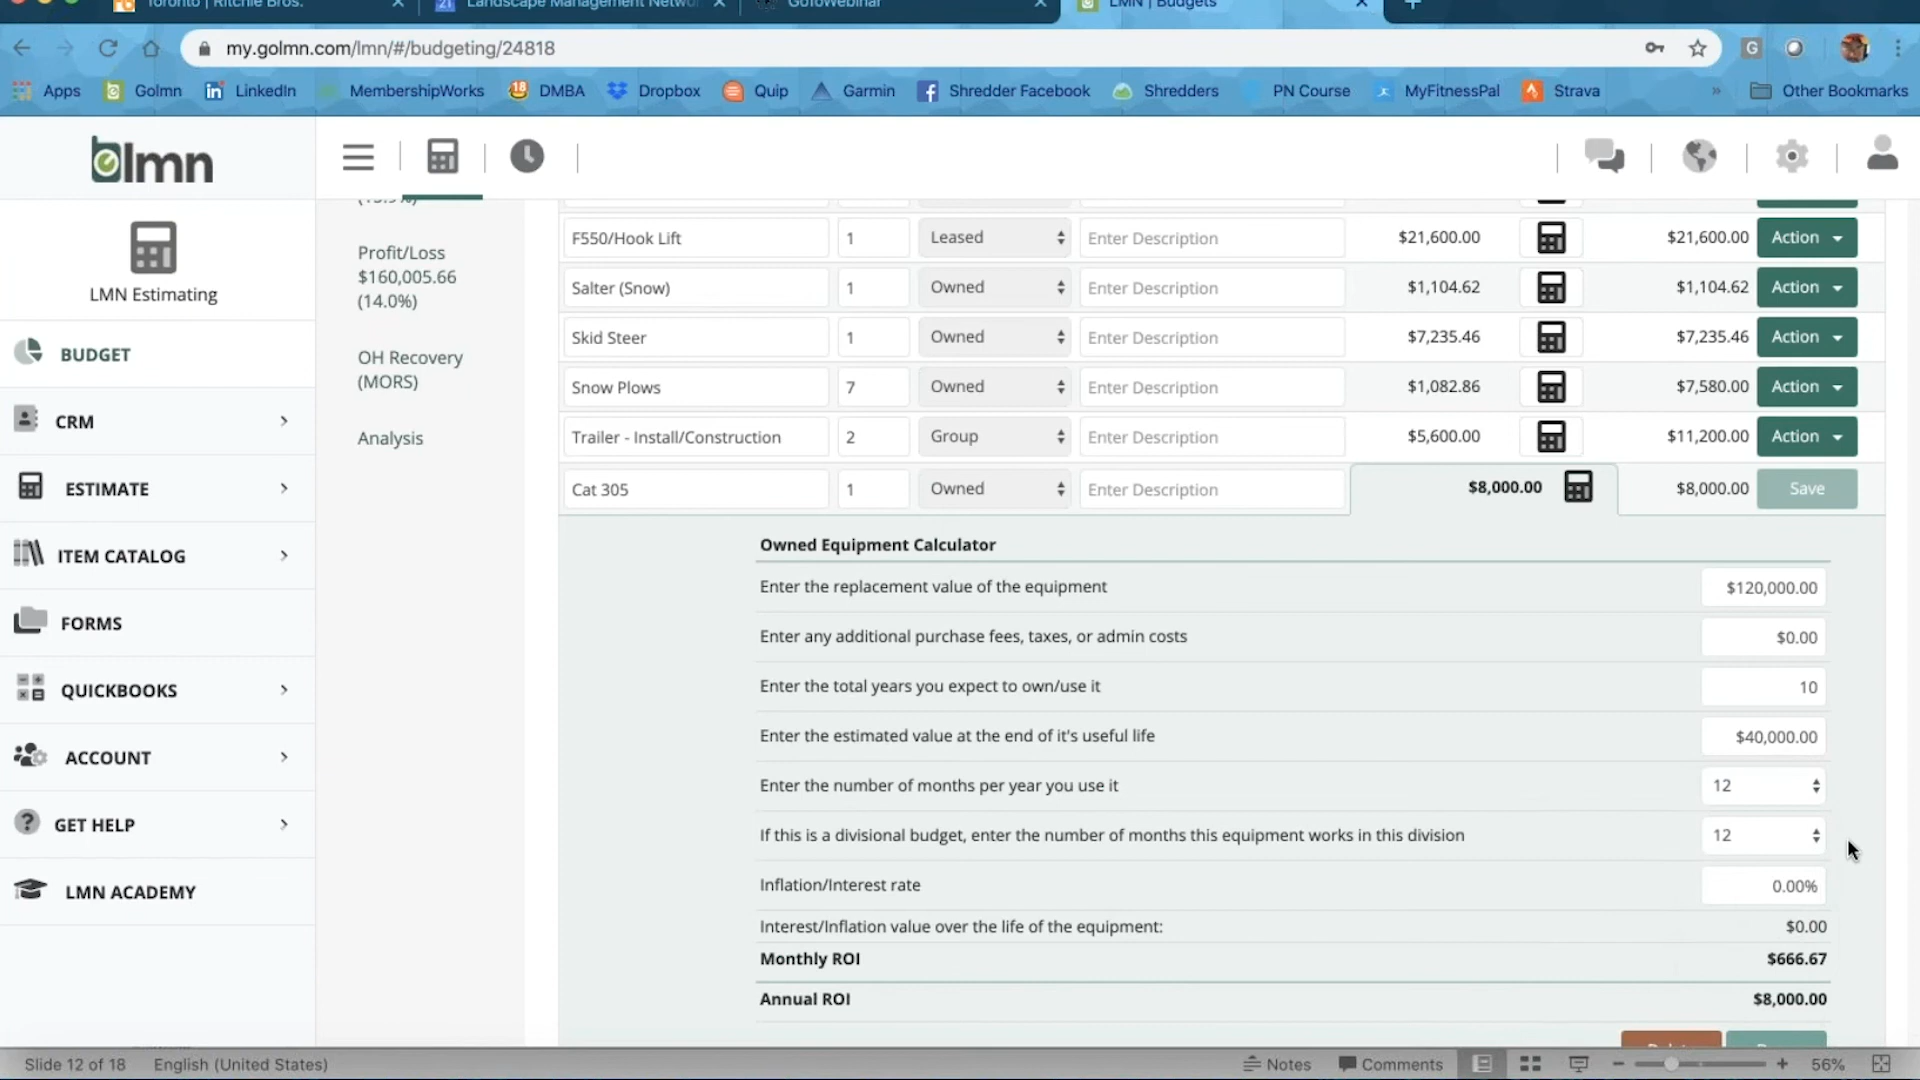 Toronto | Ritchie Bros.
Landscape Management Netwo
GoToWebinar
LMN | Budgets
my.golmn.com/lmn/#/budgeting/24818
G
Apps
Golmn
LinkedIn
MembershipWorks
DMBA
Dropbox
Quip
Garmin
Shredder Facebook
Shredders
PN Course
MyFitnessPal
Strava
»
Other Bookmarks
lmn
LMN Estimating
BUDGET
CRM
ESTIMATE
ITEM CATALOG
FORMS
QUICKBOOKS
ACCOUNT
GET HELP
LMN ACADEMY
Profit/Loss
$160,005.66
(14.0%)
OH Recovery
(MORS)
Analysis
F550/Hook Lift 1 Leased Enter Description $21,600.00 $21,600.00 Action
Salter (Snow) 1 Owned Enter Description $1,104.62 $1,104.62 Action
Skid Steer 1 Owned Enter Description $7,235.46 $7,235.46 Action
Snow Plows 7 Owned Enter Description $1,082.86 $7,580.00 Action
Trailer - Install/Construction 2 Group Enter Description $5,600.00 $11,200.00 Action
Cat 305 1 Owned Enter Description $8,000.00 $8,000.00 Save
Owned Equipment Calculator
Enter the replacement value of the equipment $120,000.00
Enter any additional purchase fees, taxes, or admin costs $0.00
Enter the total years you expect to own/use it 10
Enter the estimated value at the end of it's useful life $40,000.00
Enter the number of months per year you use it 12
If this is a divisional budget, enter the number of months this equipment works in this division 12
Inflation/Interest rate 0.00%
Interest/Inflation value over the life of the equipment: $0.00
Monthly ROI $666.67
Annual ROI $8,000.00
Slide 12 of 18 English (United States) Notes Comments 56%